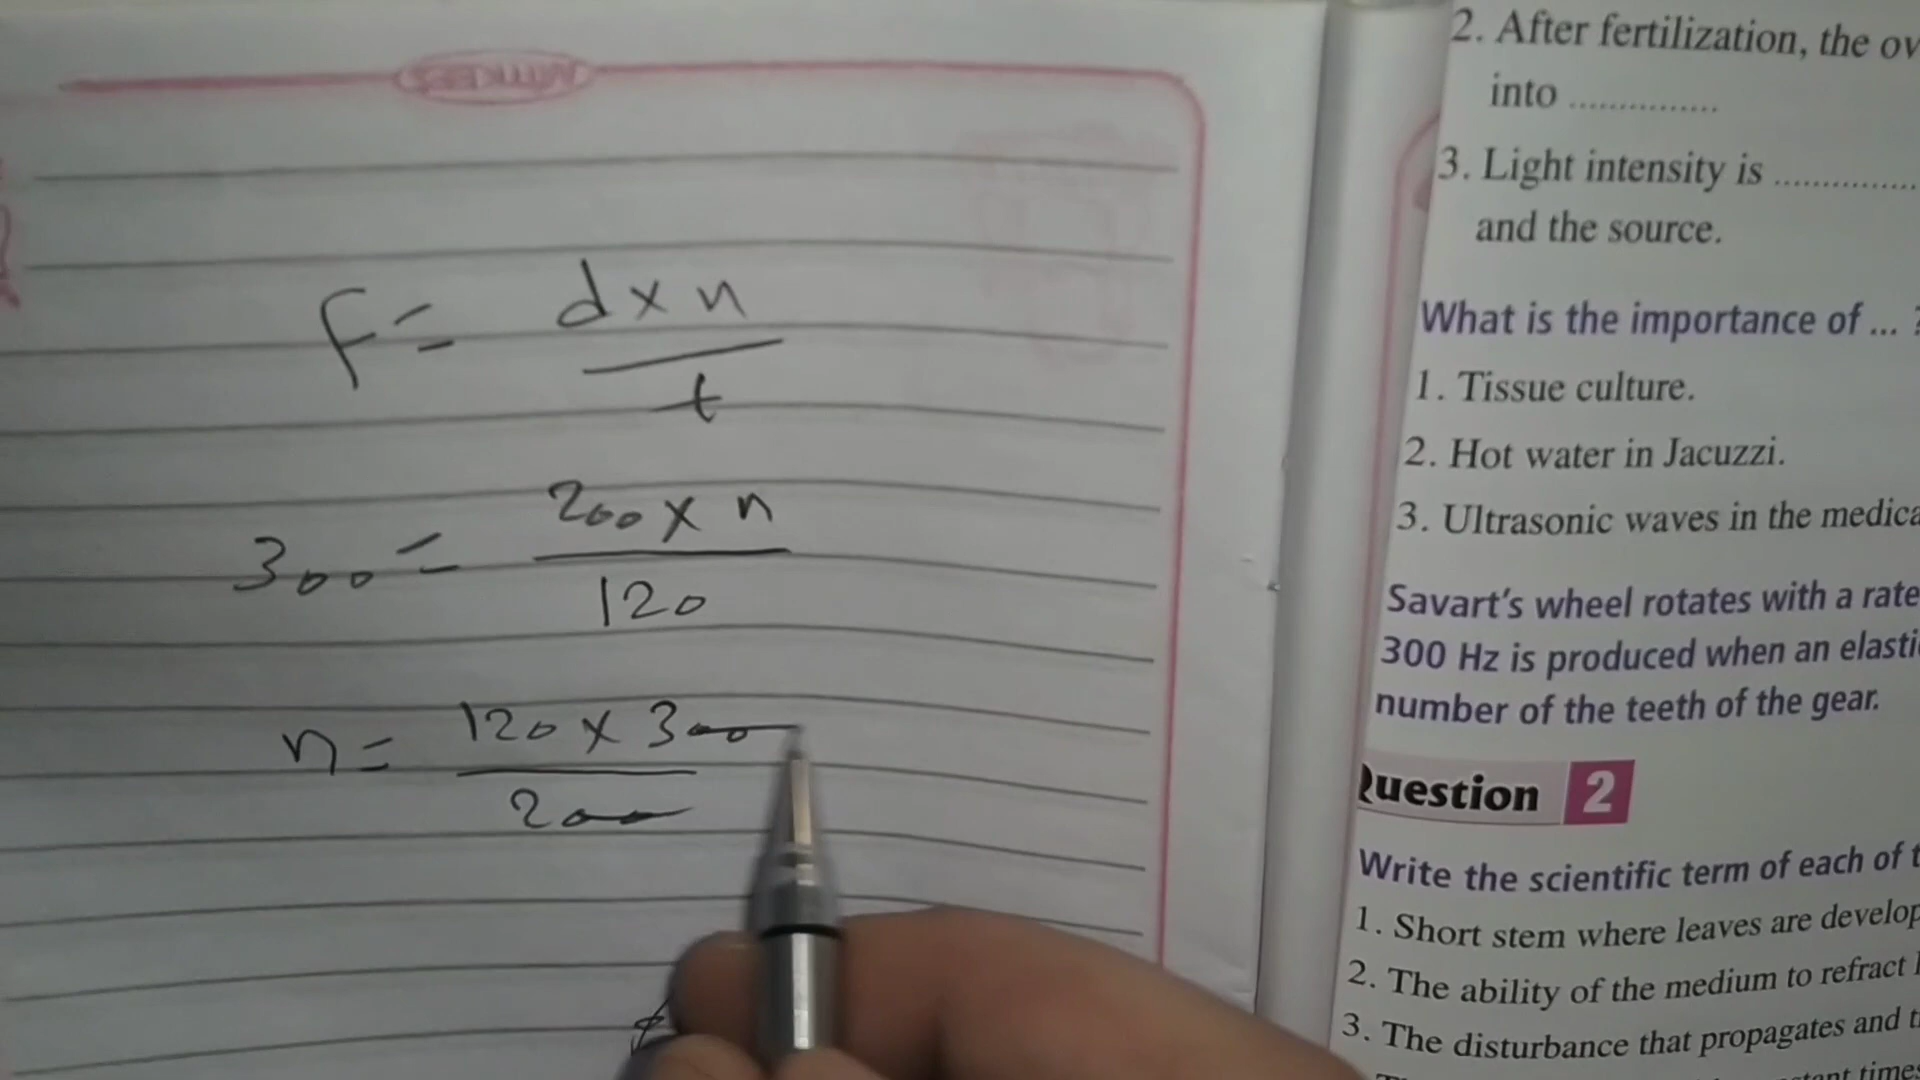 F = d × n
t
300 = 200 × n
120
n = 120 × 300
200
2. After fertilization, the ov
into ...............
3. Light intensity is ...............
and the source.
What is the importance of ... ?
1. Tissue culture.
2. Hot water in Jacuzzi.
3. Ultrasonic waves in the medica
Savart's wheel rotates with a rate
300 Hz is produced when an elasti
number of the teeth of the gear.
Question 2
Write the scientific term of each of t
1. Short stem where leaves are develop
2. The ability of the medium to refract l
3. The disturbance that propagates and t